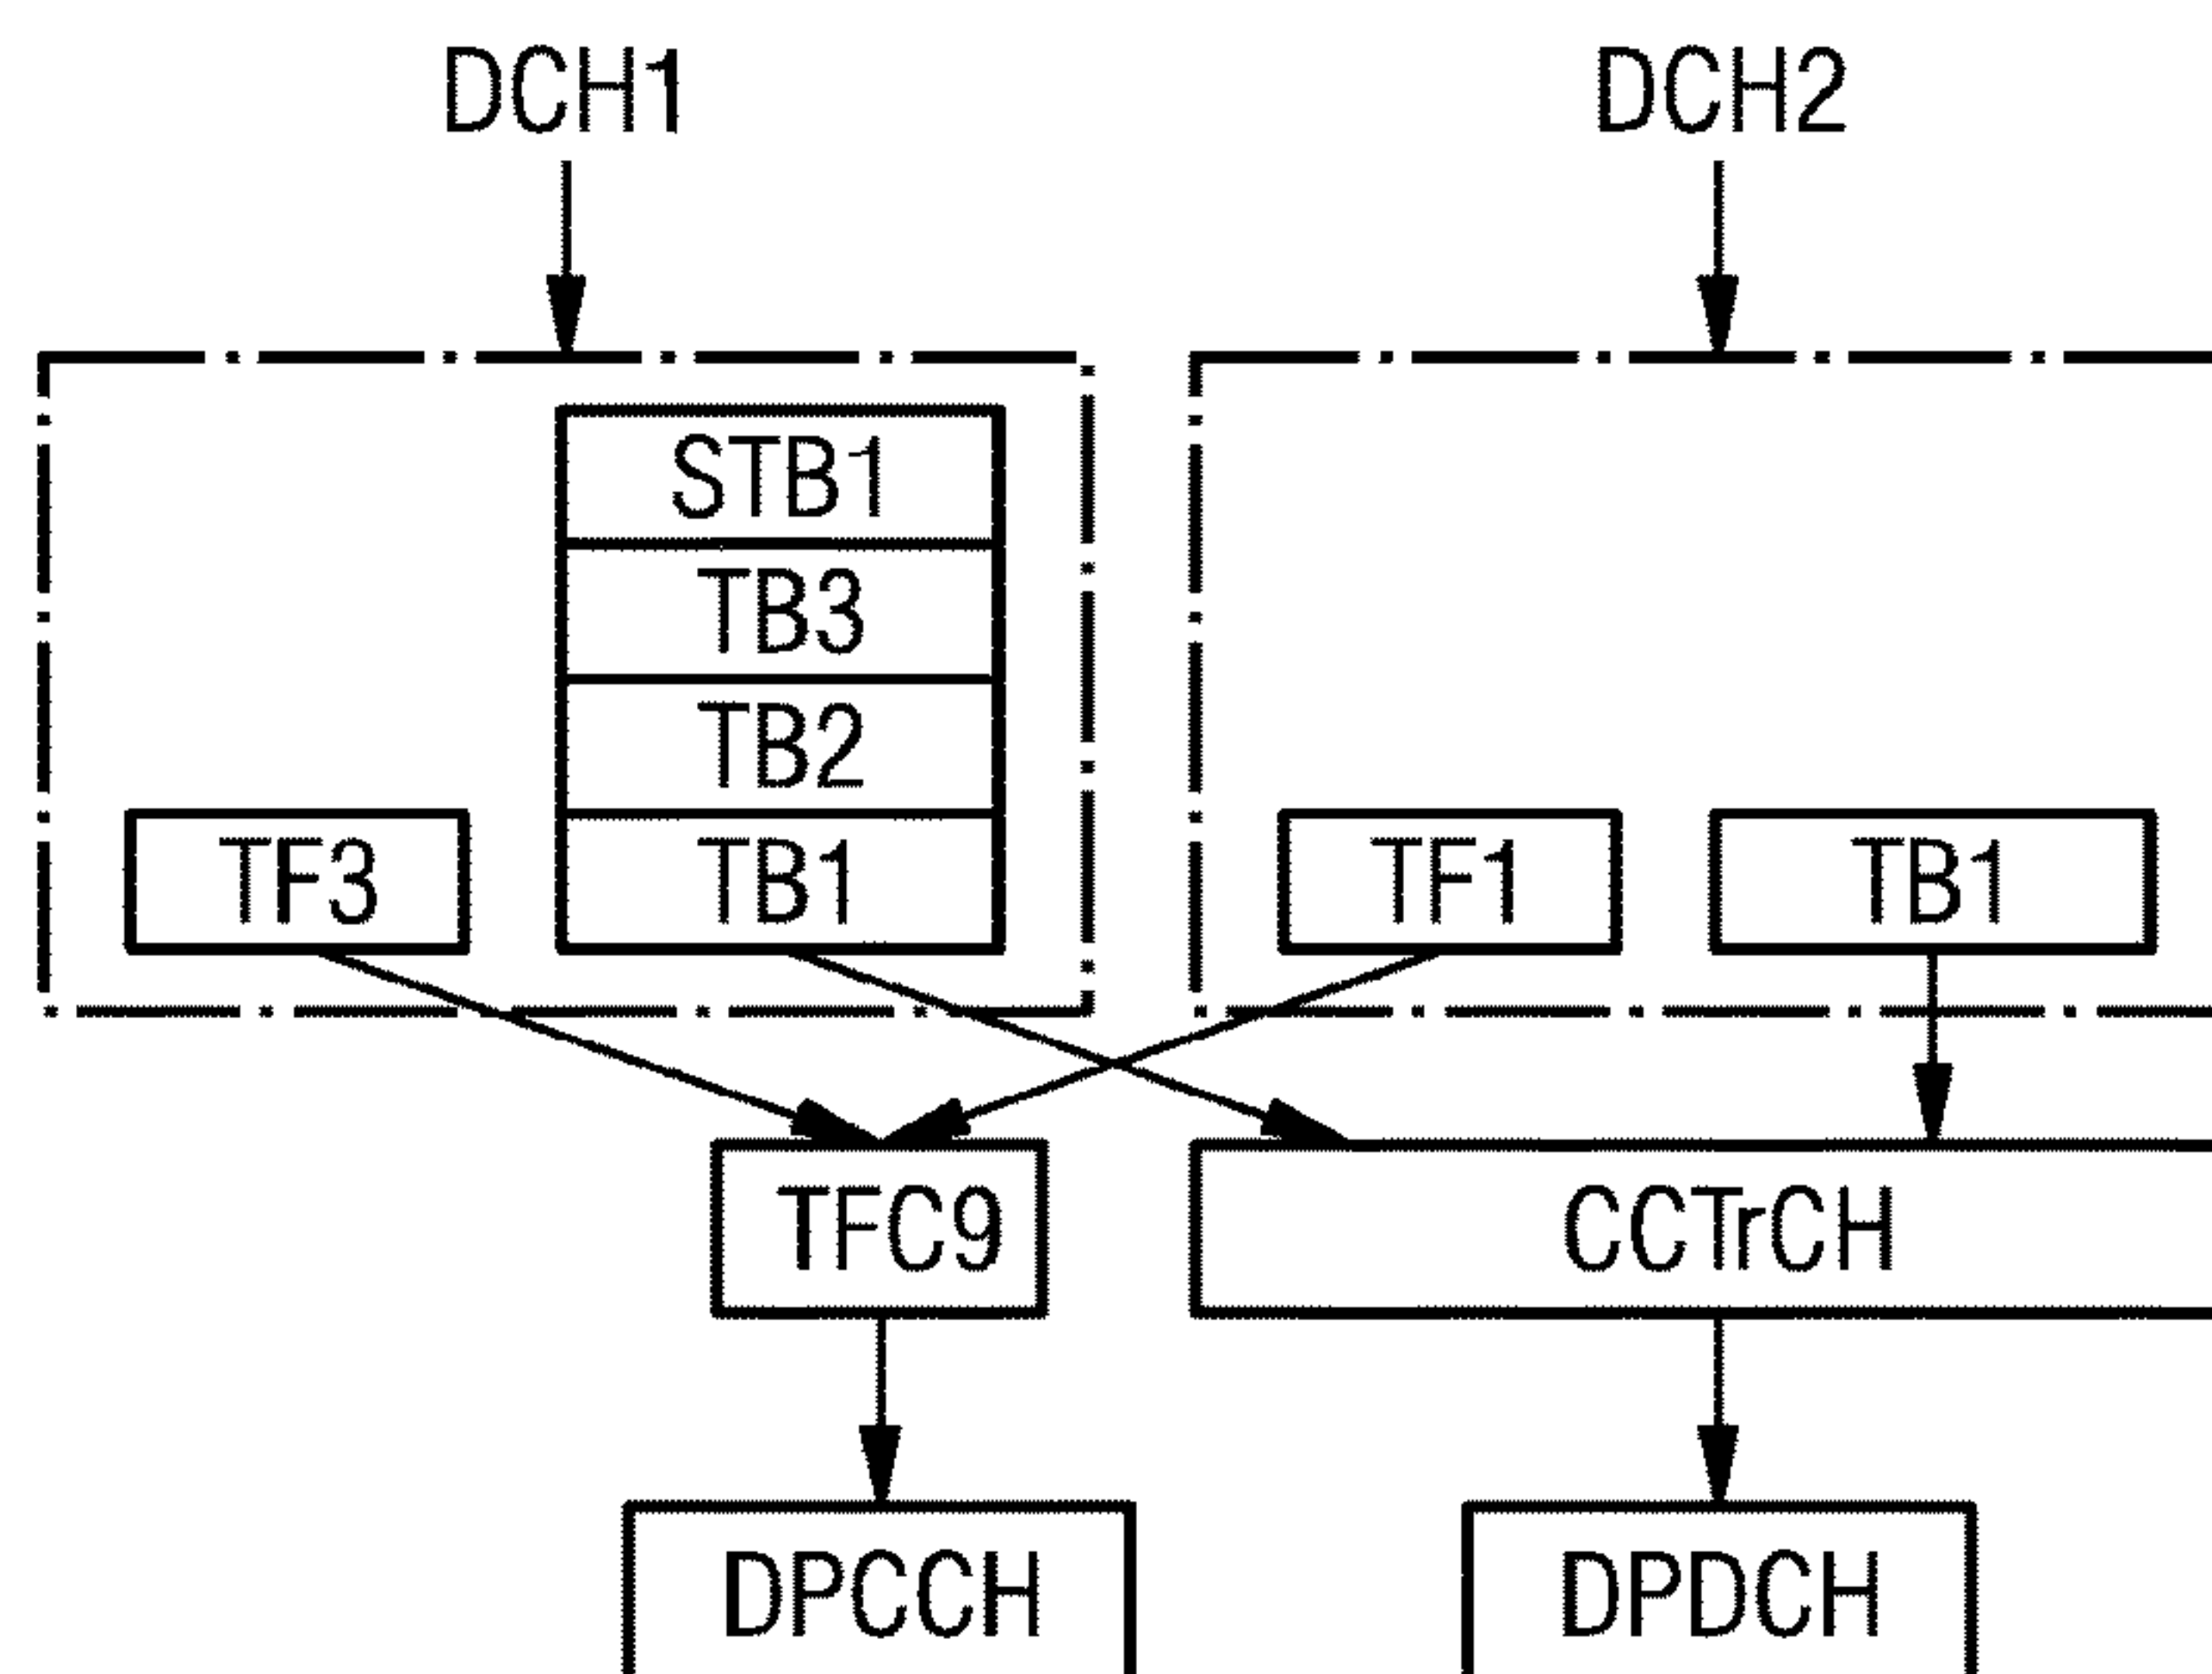 DCH1 DCH2
STB1
TB3
TB2
TF3 TB1 TF1 TB1
TFC9 CCTrCH
DPCCH DPDCH